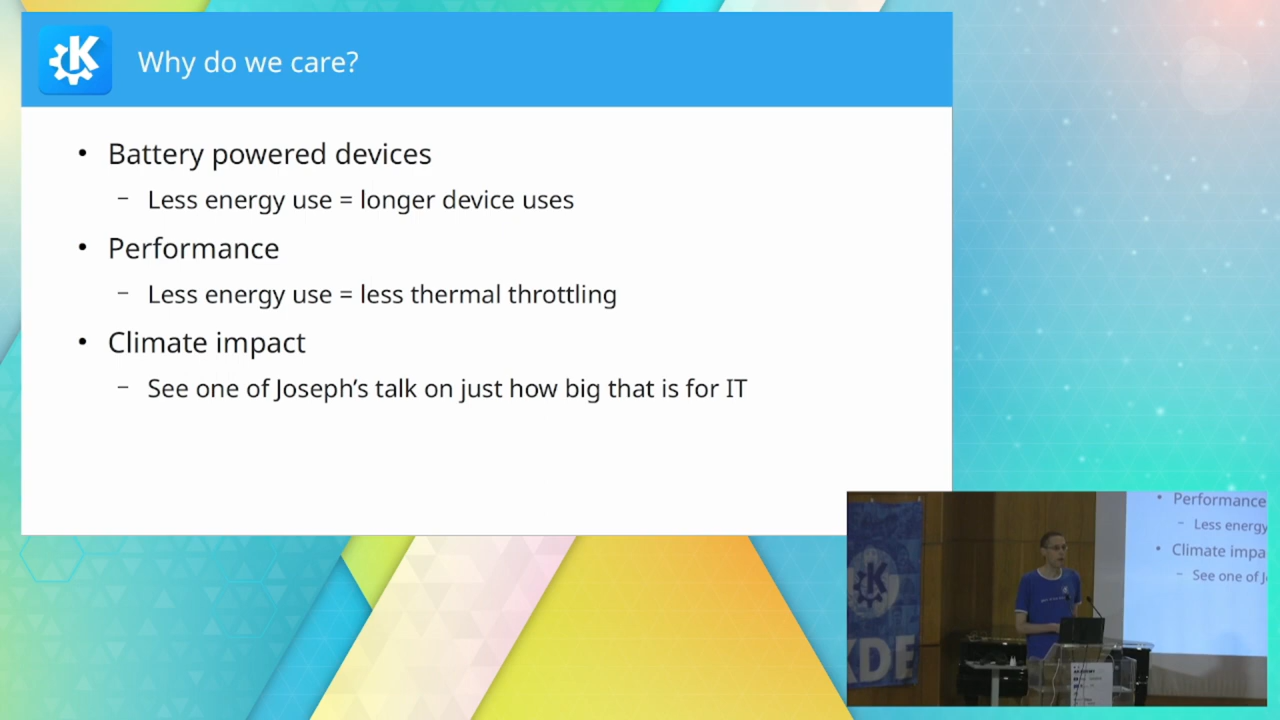 Why do we care?
• Battery powered devices
– Less energy use = longer device uses
• Performance
– Less energy use = less thermal throttling
• Climate impact
– See one of Joseph’s talk on just how big that is for IT
• Performance
– Less energy
• Climate impa
– See one of J
KDE